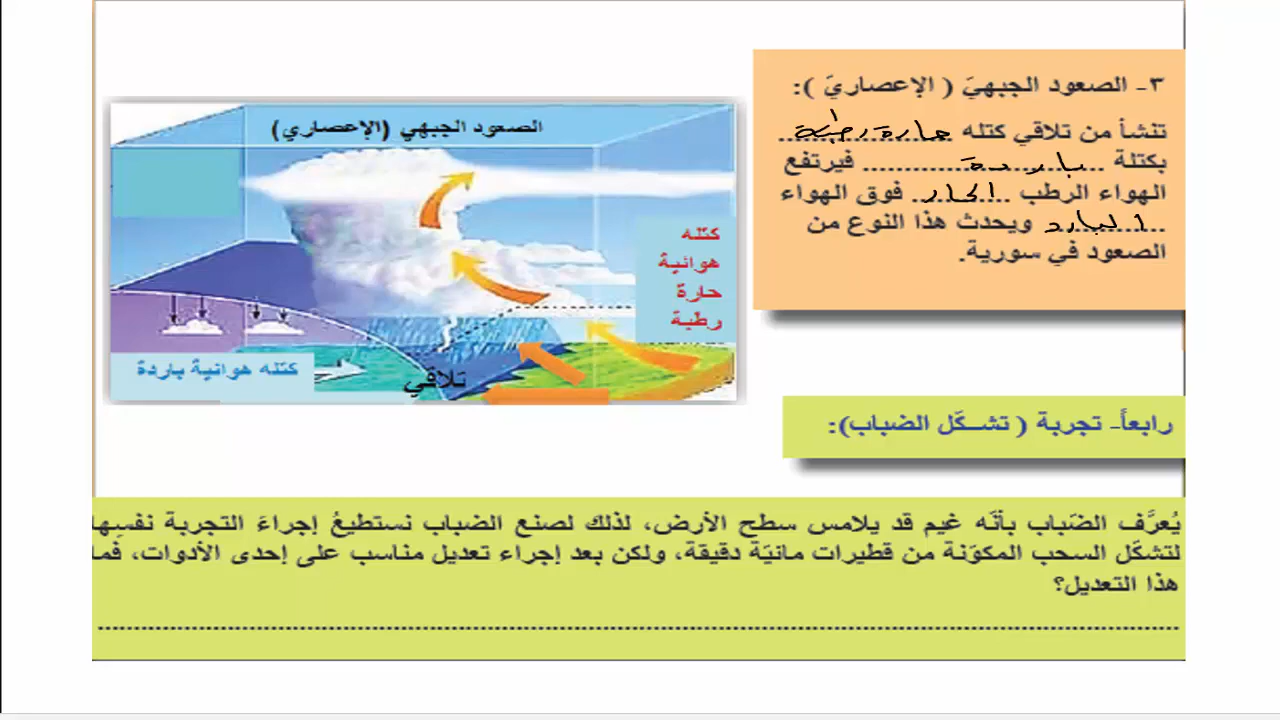 ٣- الصعود الجبهيَ ( الإعصاريَ ):
تنشأ من تلاقي كتله حارة رطبة
بكتلة باردة فيرتفع
الهواء الرطب الحار فوق الهواء
البارد ويحدث هذا النوع من
الصعود في سورية.
الصعود الجبهي (الإعصاري)
كتله
هوائية
حارة
رطبة
كتله هوائية باردة
تلاقي
رابعاً- تجربة ( تشكّل الضباب):
يُعرَّف الضّباب بأنّه غيم قد يلامس سطح الأرض، لذلك لصنع الضباب نستطيعُ إجراءَ التجربة نفسِها
لتشكّل السحب المكوّنة من قطيرات مائيّة دقيقة، ولكن بعد إجراء تعديل مناسب على إحدى الأدوات، فما
هذا التعديل؟